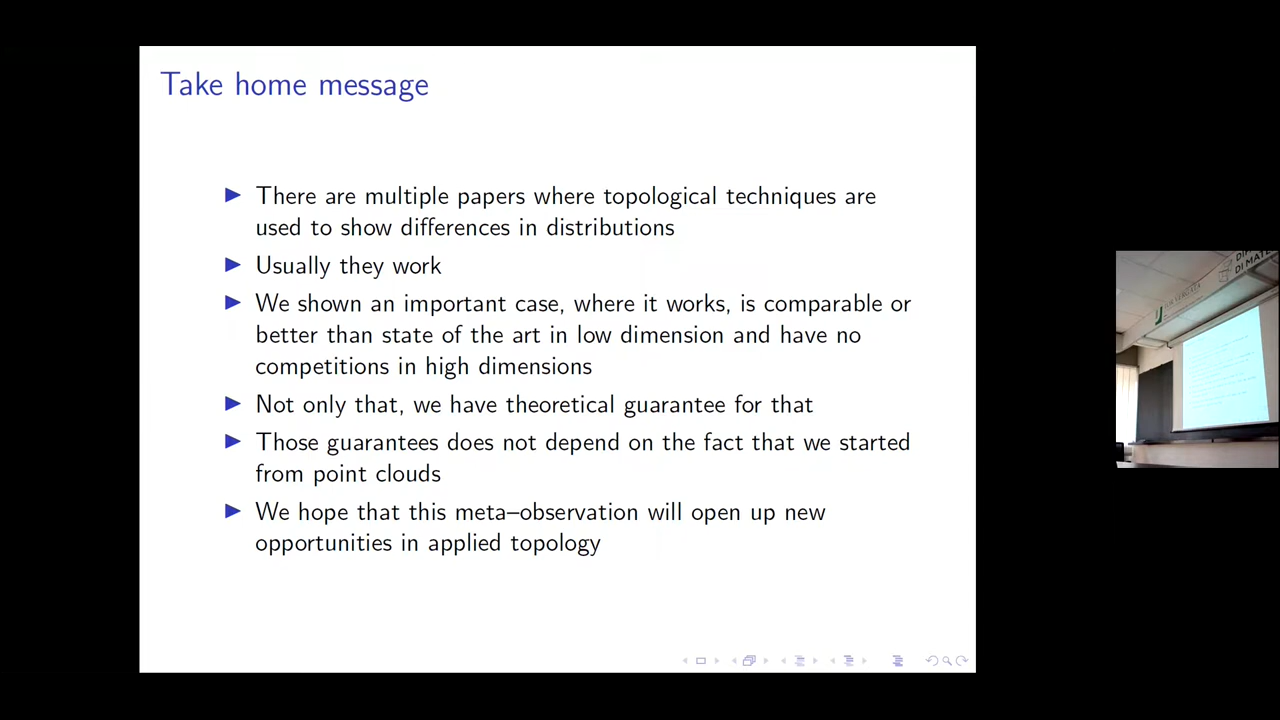 Take home message
There are multiple papers where topological techniques are
used to show differences in distributions
Usually they work
We shown an important case, where it works, is comparable or
better than state of the art in low dimension and have no
competitions in high dimensions
Not only that, we have theoretical guarantee for that
Those guarantees does not depend on the fact that we started
from point clouds
We hope that this meta–observation will open up new
opportunities in applied topology
DI MATE